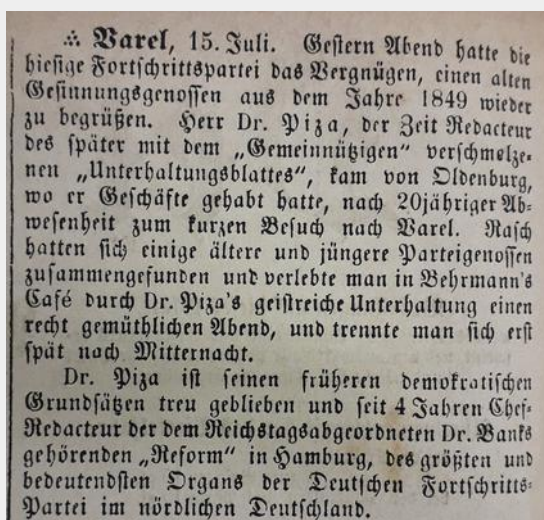 ⁂ Varel, 15. Juli. Gestern Abend hatte die
hiesige Fortschrittspartei das Vergnügen, einen alten
Gesinnungsgenossen aus dem Jahre 1849 wieder
zu begrüßen. Herr Dr. Piza, der Zeit Redacteur
des später mit dem „Gemeinnützigen“ verschmolze-
nen „Unterhaltungsblattes“, kam von Oldenburg,
wo er Geschäfte gehabt hatte, nach 20jähriger Ab-
wesenheit zum kurzen Besuch nach Varel. Rasch
hatten sich einige ältere und jüngere Parteigenossen
zusammengefunden und verlebte man in Behrmann's
Café durch Dr. Piza's geistreiche Unterhaltung einen
recht gemüthlichen Abend, und trennte man sich erst
spät nach Mitternacht.
Dr. Piza ist seinen früheren demokratischen
Grundsätzen treu geblieben und seit 4 Jahren Chef-
Redacteur der dem Reichstagsabgeordneten Dr. Banks
gehörenden „Reform“ in Hamburg, des größten und
bedeutendsten Organs der Deutschen Fortschritts-
Partei im nördlichen Deutschland.